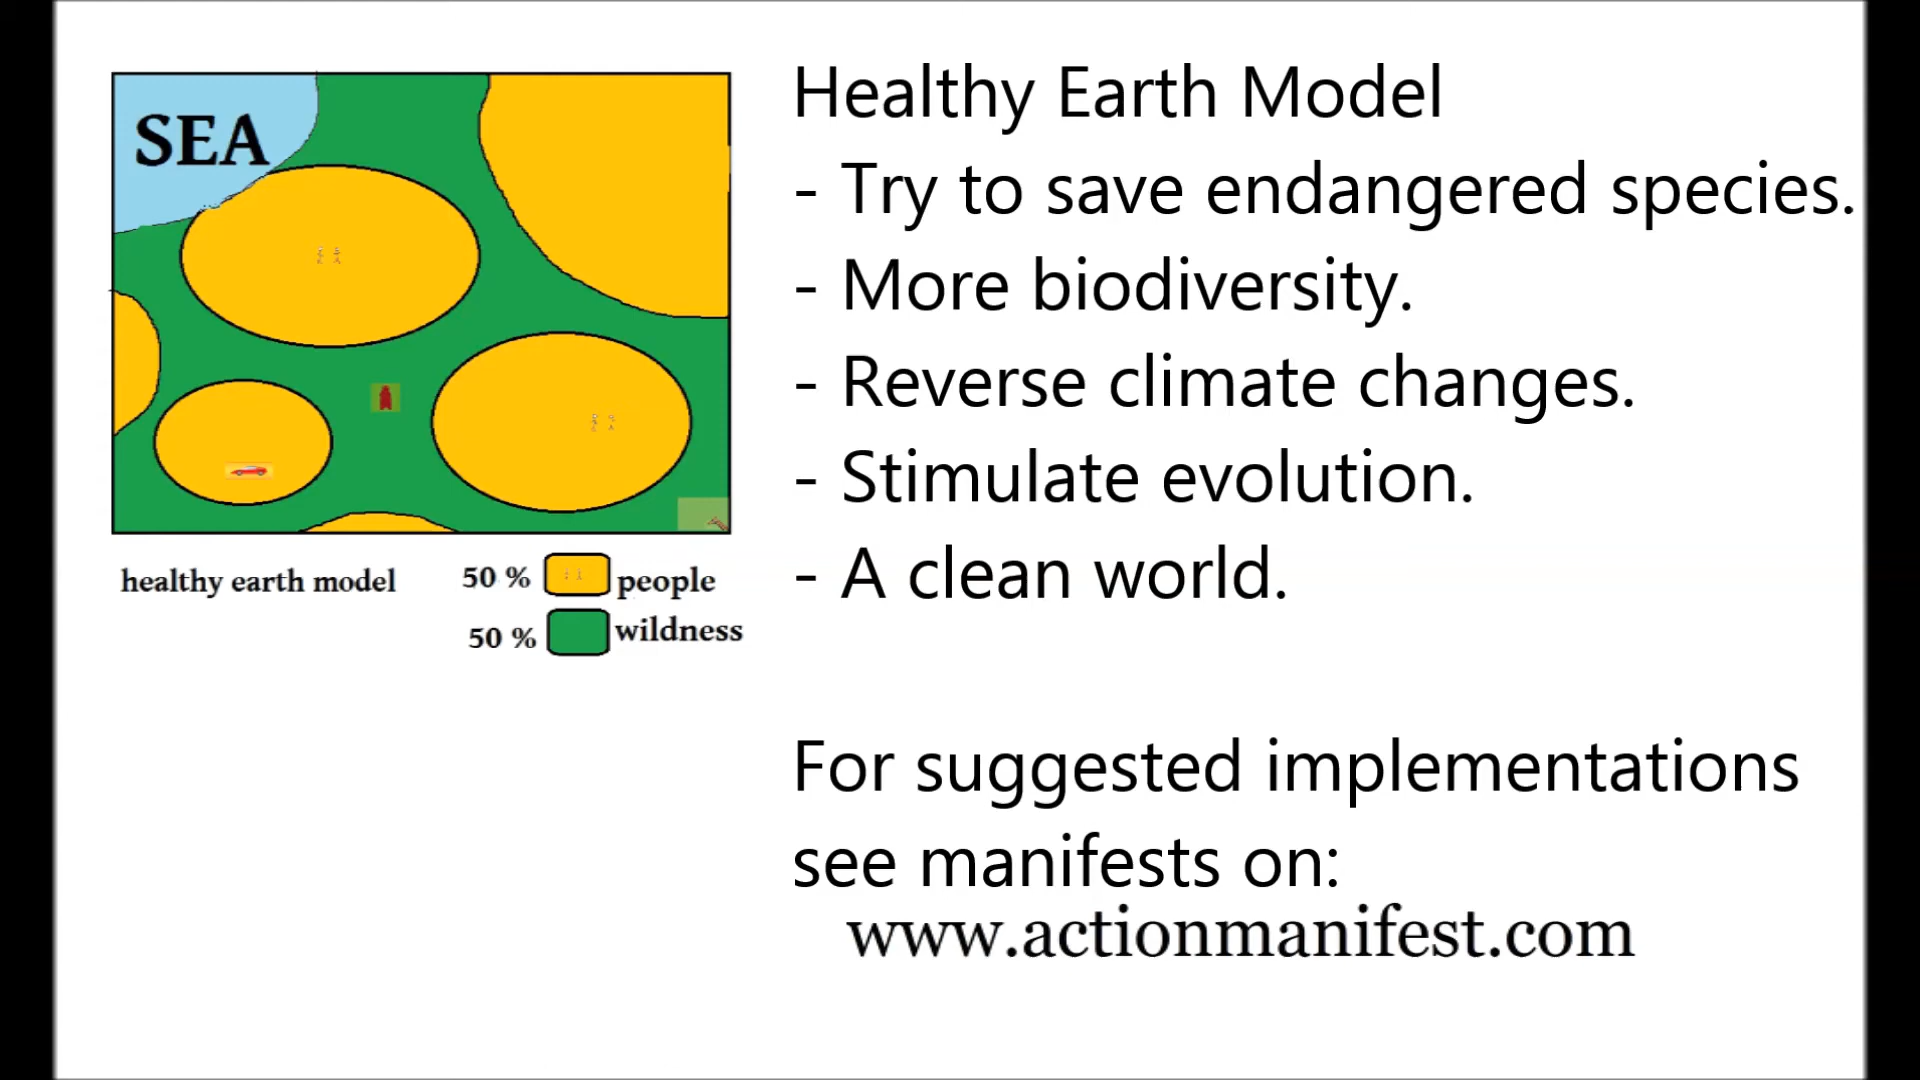 SEA
healthy earth model
50 % people
50 % wildness
Healthy Earth Model
- Try to save endangered species.
- More biodiversity.
- Reverse climate changes.
- Stimulate evolution.
- A clean world.
For suggested implementations
see manifests on:
www.actionmanifest.com